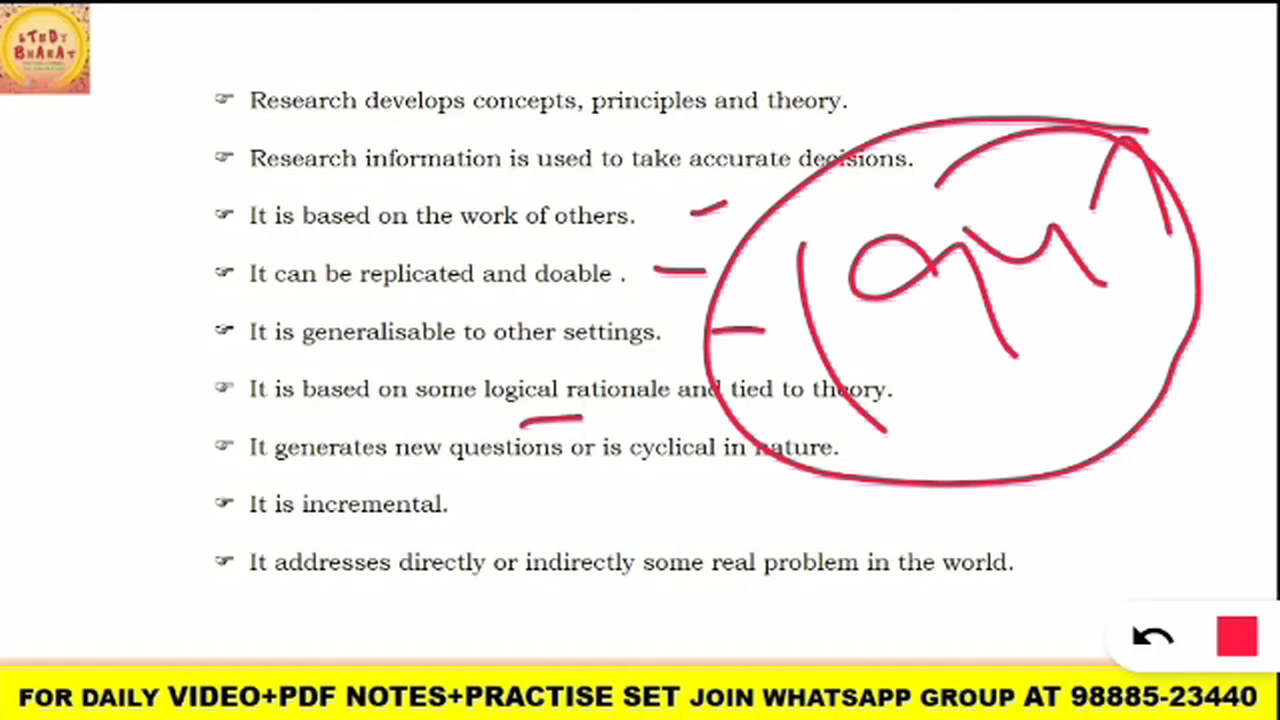 STUDY
BHARAT
☞ Research develops concepts, principles and theory.
☞ Research information is used to take accurate decisions.
☞ It is based on the work of others.
☞ It can be replicated and doable .
☞ It is generalisable to other settings.
☞ It is based on some logical rationale and tied to theory.
☞ It generates new questions or is cyclical in nature.
☞ It is incremental.
☞ It addresses directly or indirectly some real problem in the world.
FOR DAILY VIDEO+PDF NOTES+PRACTISE SET JOIN WHATSAPP GROUP AT 98885-23440